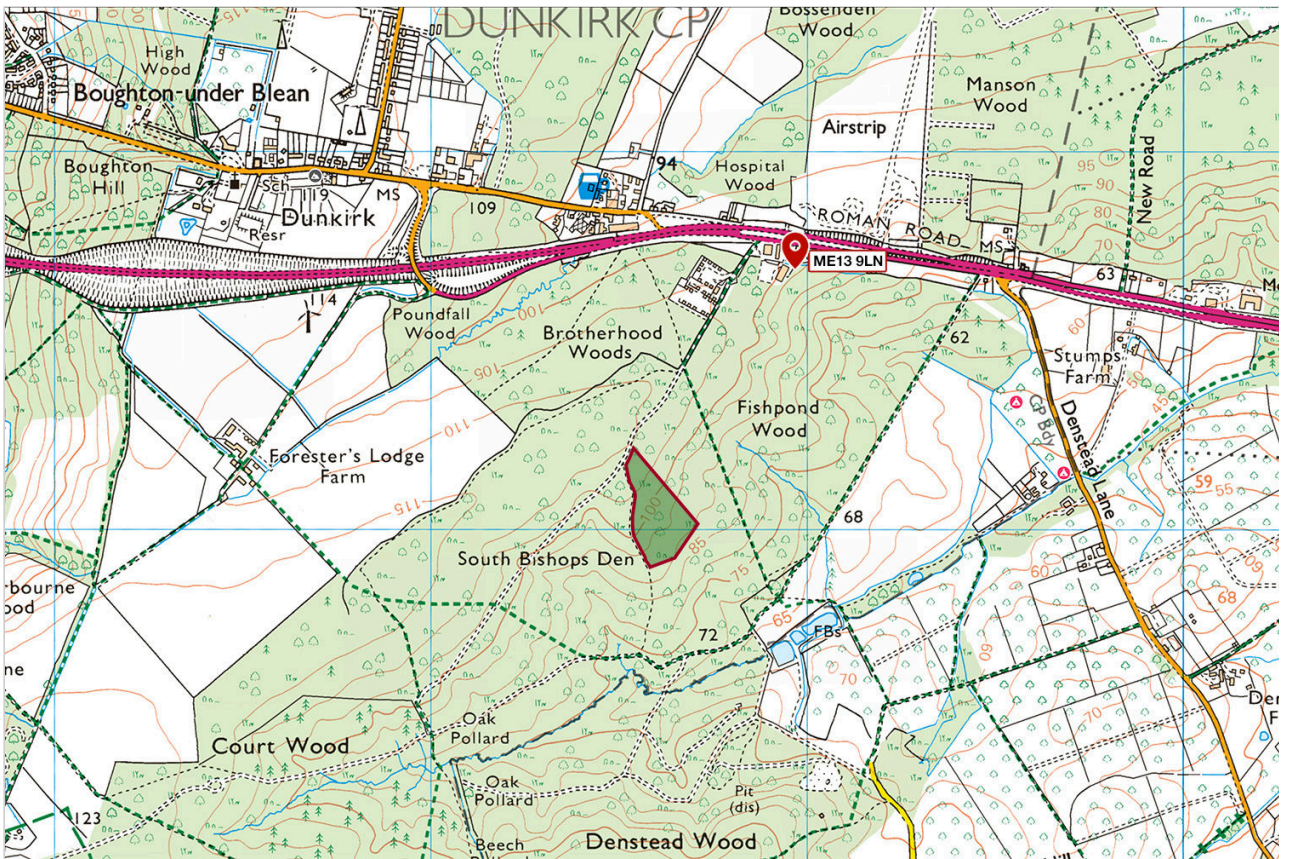 DUNKIRK CP
Bossenden
Wood
High
Wood
Boughton-under Blean
Manson
Wood
Airstrip
New Road
94
Hospital
Wood
95
90
80
70
Boughton
Hill
Sch
119
MS
109
Dunkirk
Resr
ROMAN ROAD
MS
ME13 9LN
63
114
Poundfall
Wood
100
Brotherhood
Woods
105
62
60
Stumps
Farm
50
45
110
Fishpond
Wood
CP Bdy
Denstead Lane
Forester's Lodge
Farm
115
59
55
100
68
South Bishops Den
85
75
60
68
65
FBs
72
70
60
70
Oak
Pollard
Court Wood
Oak
Pollard
Pit
(dis)
123
Beech
Denstead Wood